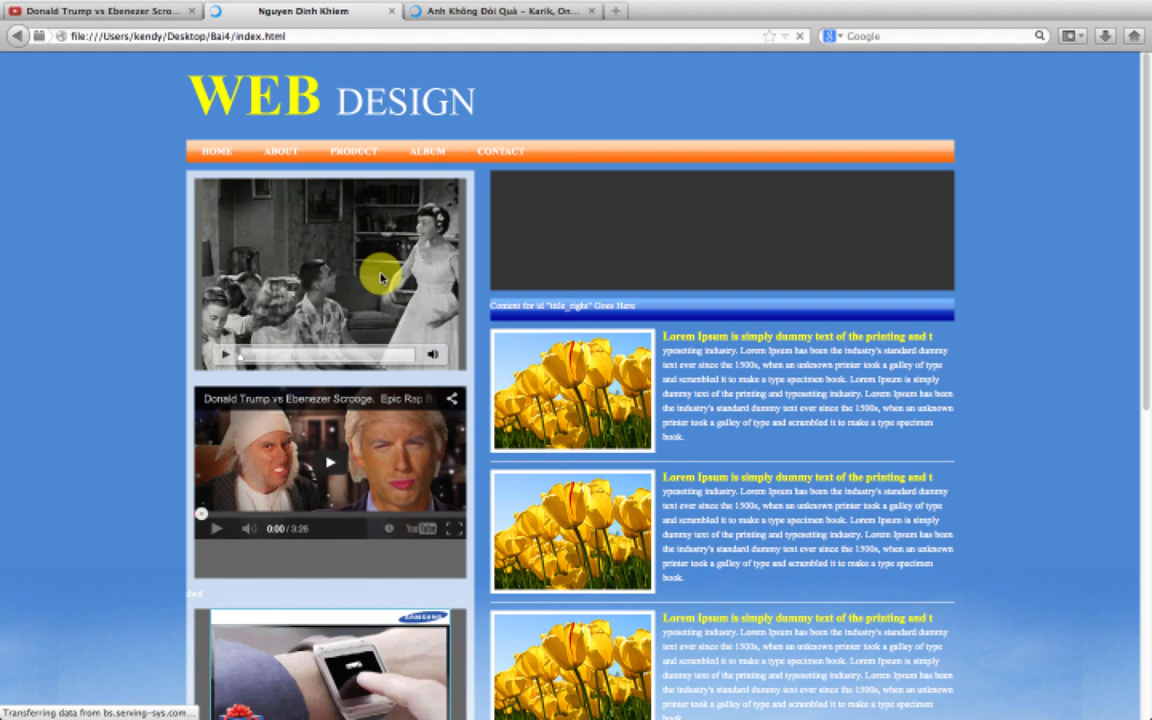 Donald Trump vs Ebenezer Scro...
Nguyen Dinh Khiem
Anh Không Đòi Quà - Karik, On...
file:///Users/kendy/Desktop/Bai4/index.html
Google
WEB DESIGN
HOME ABOUT PRODUCT ALBUM CONTACT
Content for id "title_right" Goes Here
Donald Trump vs Ebenezer Scrooge. Epic Rap B
0:00 / 3:26
YouTube
SAMSUNG
Lorem Ipsum is simply dummy text of the printing and t
ypesetting industry. Lorem Ipsum has been the industry's standard dummy
text ever since the 1500s, when an unknown printer took a galley of type
and scrambled it to make a type specimen book. Lorem Ipsum is simply
dummy text of the printing and typesetting industry. Lorem Ipsum has been
the industry's standard dummy text ever since the 1500s, when an unknown
printer took a galley of type and scrambled it to make a type specimen
book.
Lorem Ipsum is simply dummy text of the printing and t
ypesetting industry. Lorem Ipsum has been the industry's standard dummy
text ever since the 1500s, when an unknown printer took a galley of type
and scrambled it to make a type specimen book. Lorem Ipsum is simply
dummy text of the printing and typesetting industry. Lorem Ipsum has been
the industry's standard dummy text ever since the 1500s, when an unknown
printer took a galley of type and scrambled it to make a type specimen
book.
Lorem Ipsum is simply dummy text of the printing and t
ypesetting industry. Lorem Ipsum has been the industry's standard dummy
text ever since the 1500s, when an unknown printer took a galley of type
and scrambled it to make a type specimen book. Lorem Ipsum is simply
dummy text of the printing and typesetting industry. Lorem Ipsum has been
the industry's standard dummy text ever since the 1500s, when an unknown
printer took a galley of type and scrambled it to make a type specimen
book.
Transferring data from bs.serving-sys.com...